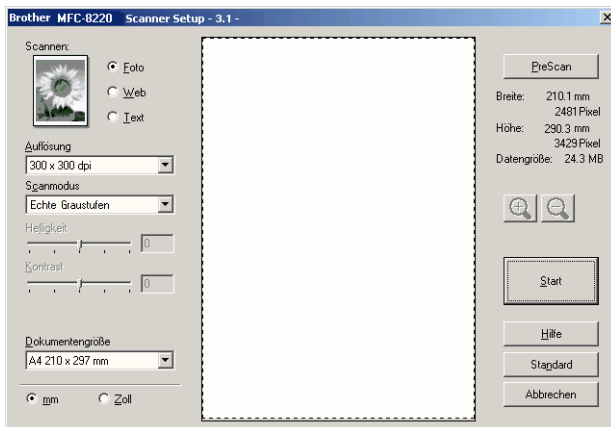 Brother MFC-8220 Scanner Setup - 3.1 -
Scannen:
Foto
Web
Text
Auflösung
300 x 300 dpi
Scanmodus
Echte Graustufen
Helligkeit
0
Kontrast
0
Dokumentengröße
A4 210 x 297 mm
mm Zoll
PreScan
Breite: 210.1 mm
2481 Pixel
Höhe: 290.3 mm
3429 Pixel
Datengröße: 24.3 MB
Start
Hilfe
Standard
Abbrechen